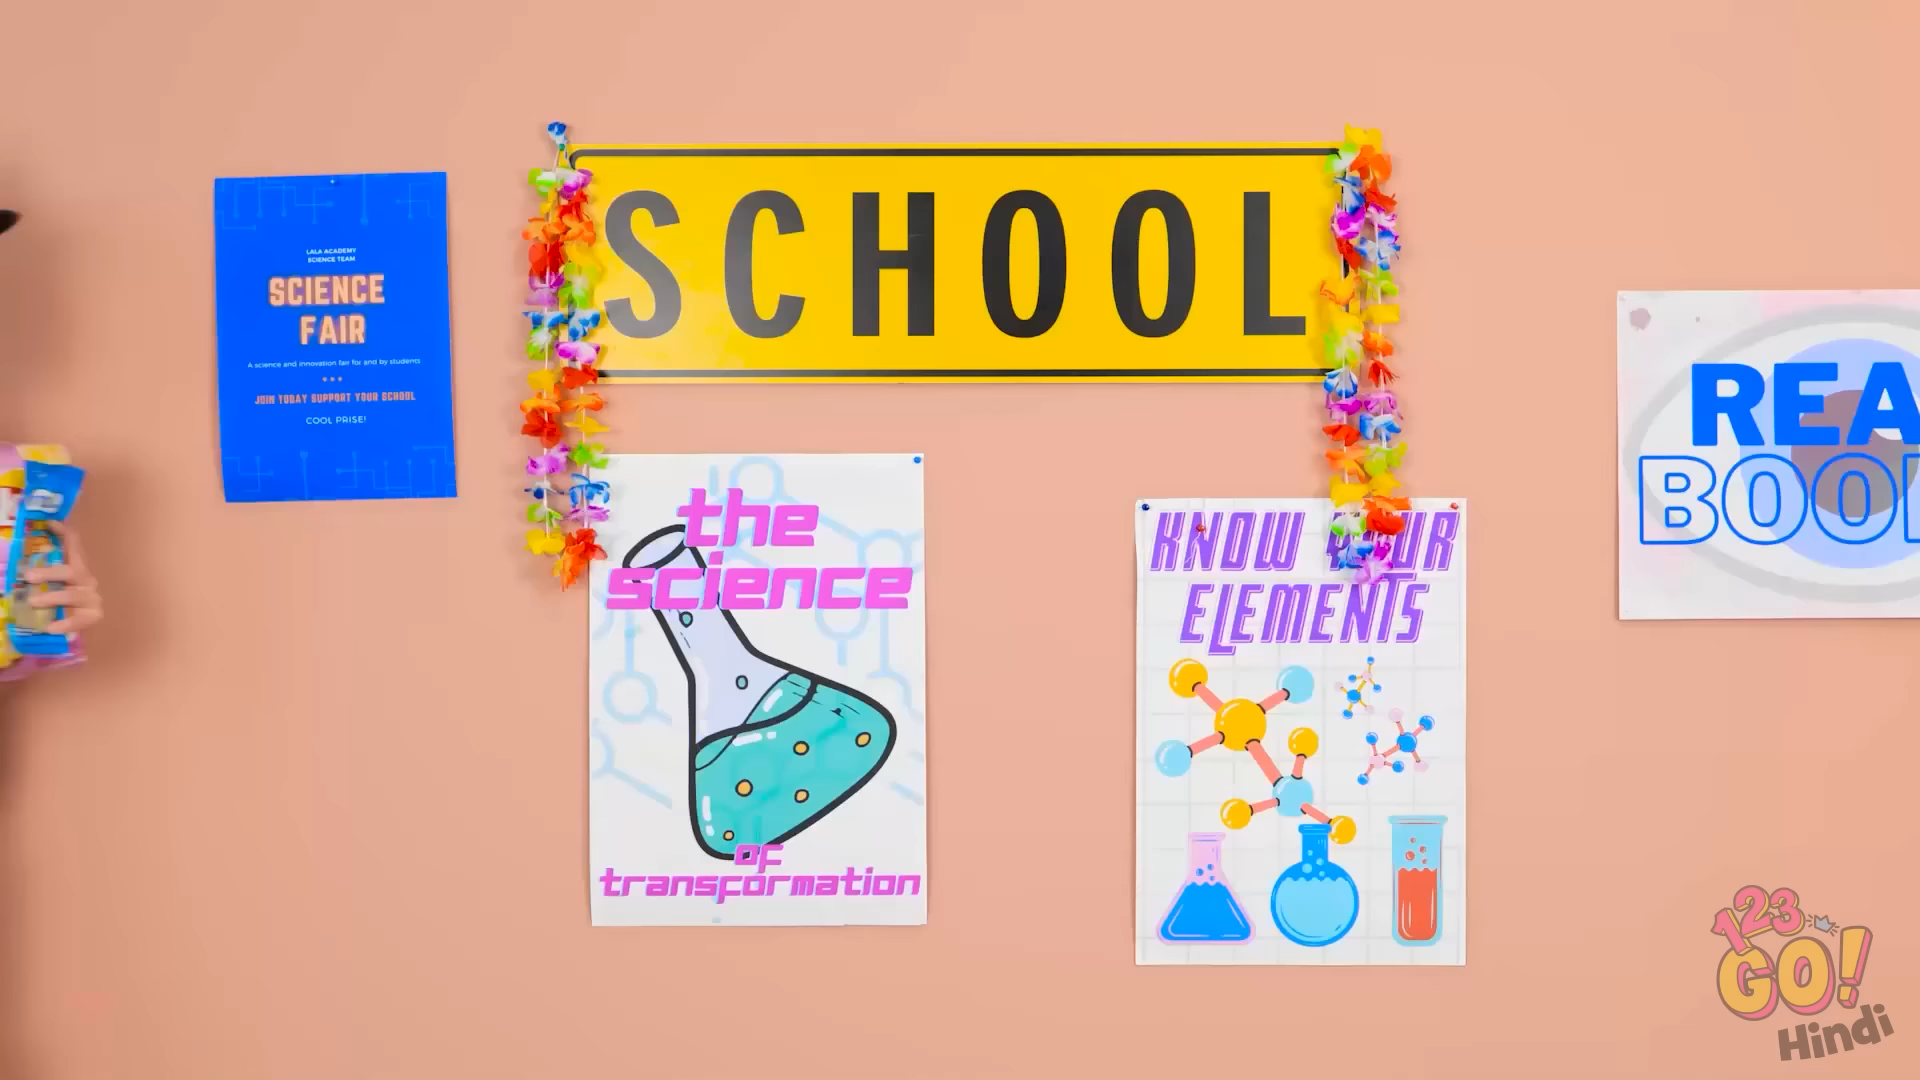 LALA ACADEMY
SCIENCE TEAM
SCIENCE
FAIR
A science and innovation fair for and by students
JOIN TODAY SUPPORT YOUR SCHOOL
COOL PRISE!
SCHOOL
the
science
of
transformation
KNOW YOUR
ELEMENTS
REA
BOO
123
GO!
Hindi